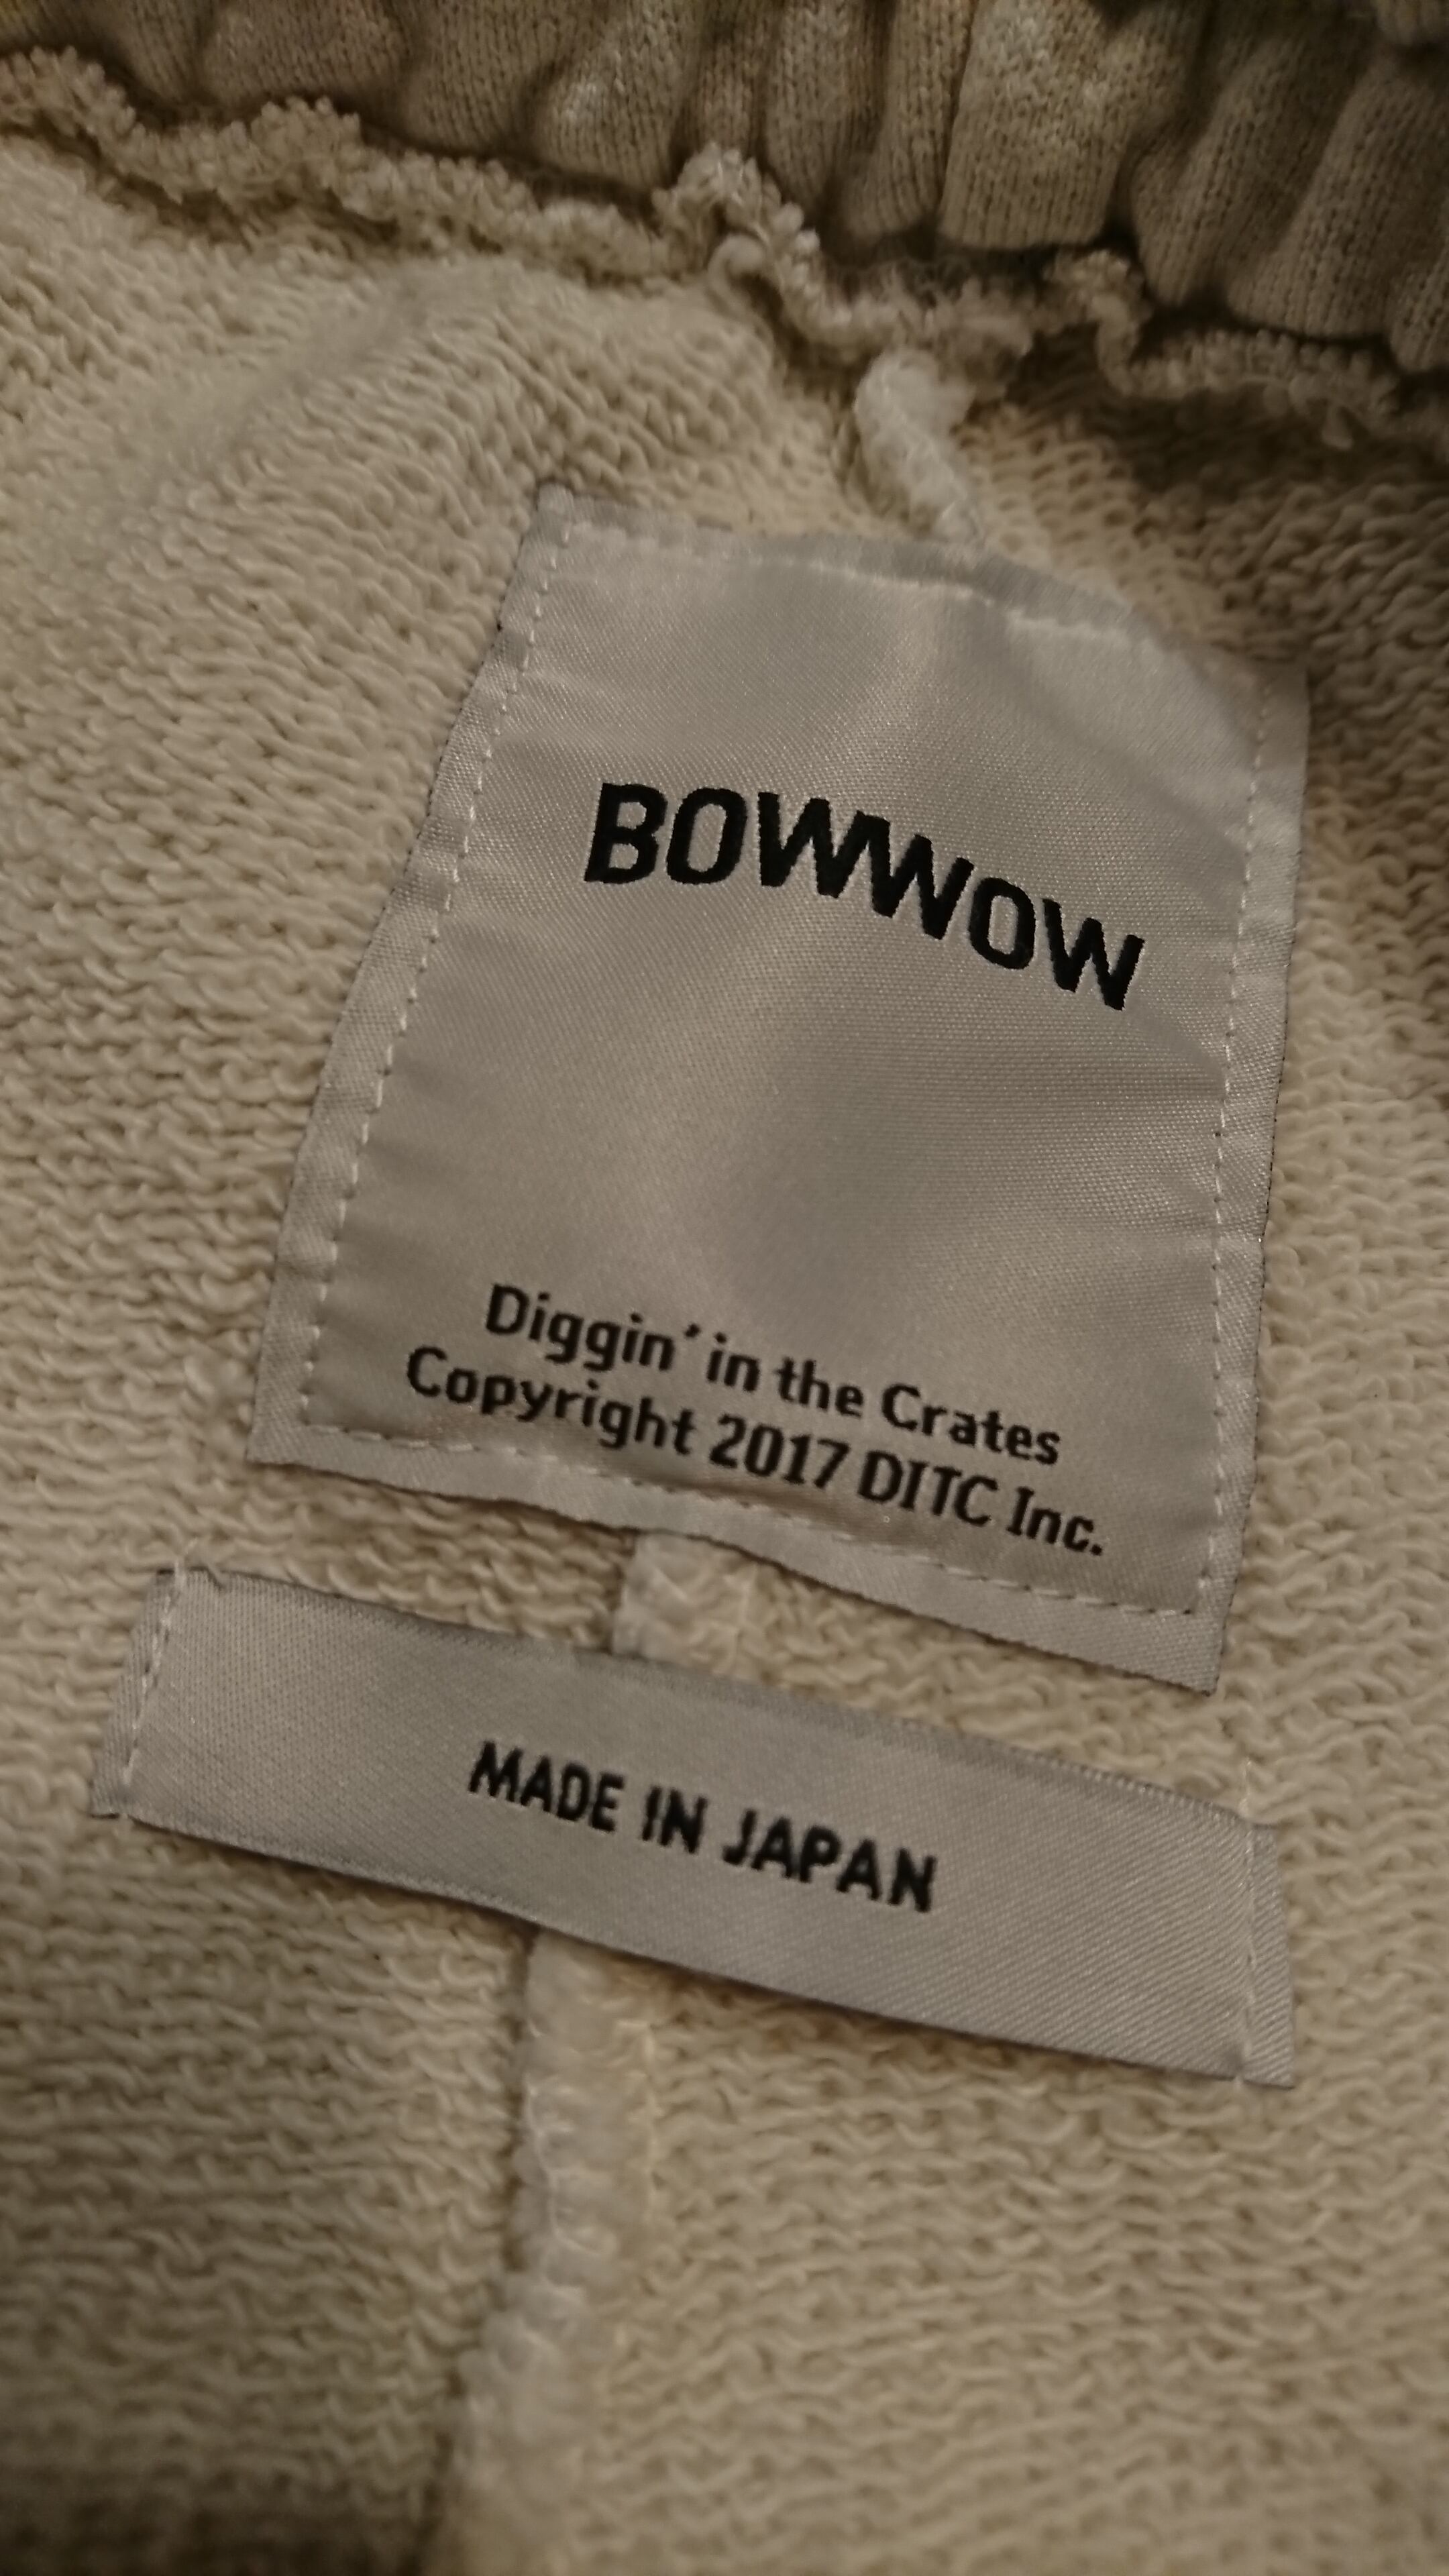 BOWWOW
Diggin' in the Crates
Copyright 2017 DITC Inc.
MADE IN JAPAN